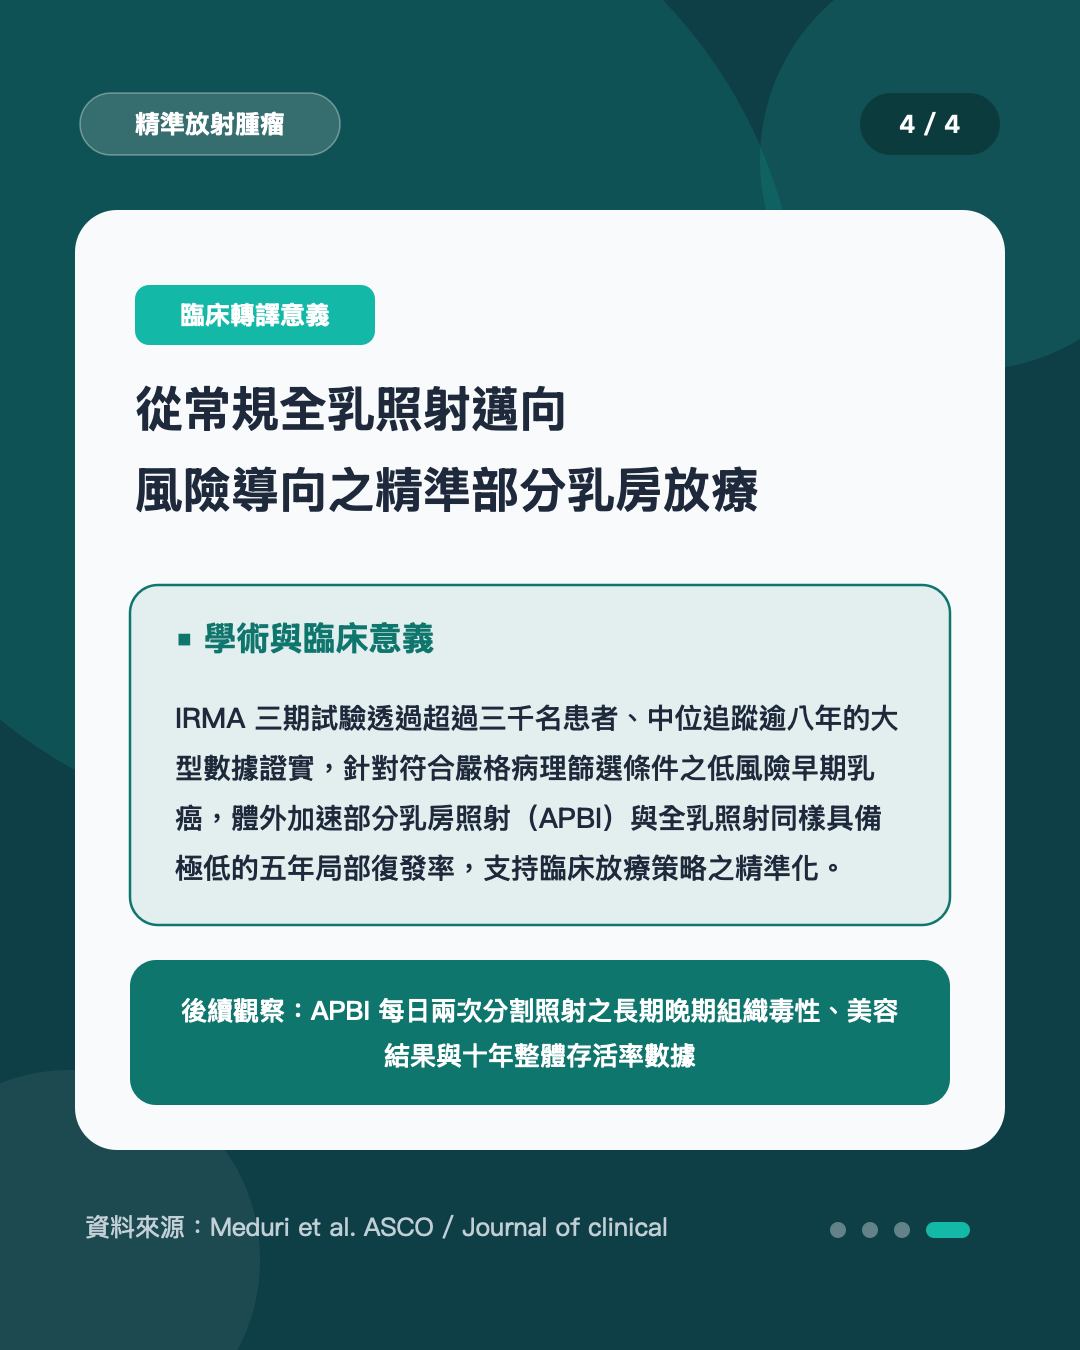 精準放射腫瘤
4 / 4
臨床轉譯意義
從常規全乳照射邁向
風險導向之精準部分乳房放療
▪ 學術與臨床意義
IRMA 三期試驗透過超過三千名患者、中位追蹤逾八年的大
型數據證實，針對符合嚴格病理篩選條件之低風險早期乳
癌，體外加速部分乳房照射（APBI）與全乳照射同樣具備
極低的五年局部復發率，支持臨床放療策略之精準化。
後續觀察：APBI 每日兩次分割照射之長期晚期組織毒性、美容
結果與十年整體存活率數據
資料來源：Meduri et al. ASCO / Journal of clinical